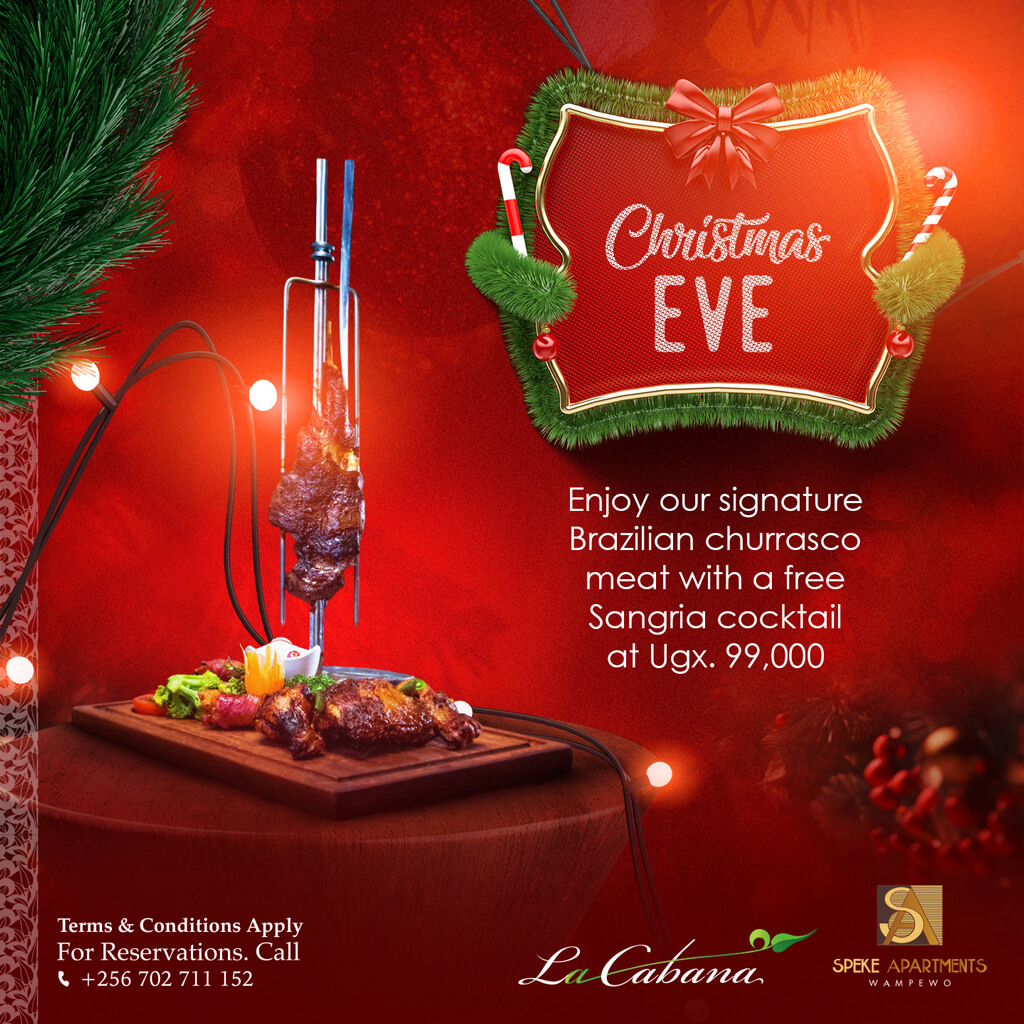 Christmas
EVE
Enjoy our signature
Brazilian churrasco
meat with a free
Sangria cocktail
at Ugx. 99,000
Terms & Conditions Apply
For Reservations. Call
+256 702 711 152
La Cabana
SA
SPEKE APARTMENTS
WAMPEWO